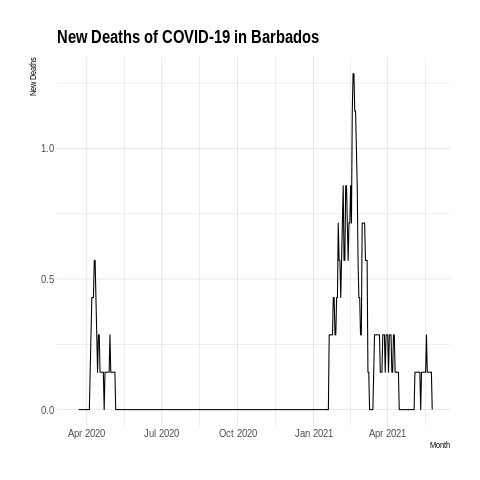 New Deaths of COVID-19 in Barbados
New Deaths
1.0
0.5
0.0
Apr 2020 Jul 2020 Oct 2020 Jan 2021 Apr 2021
Month